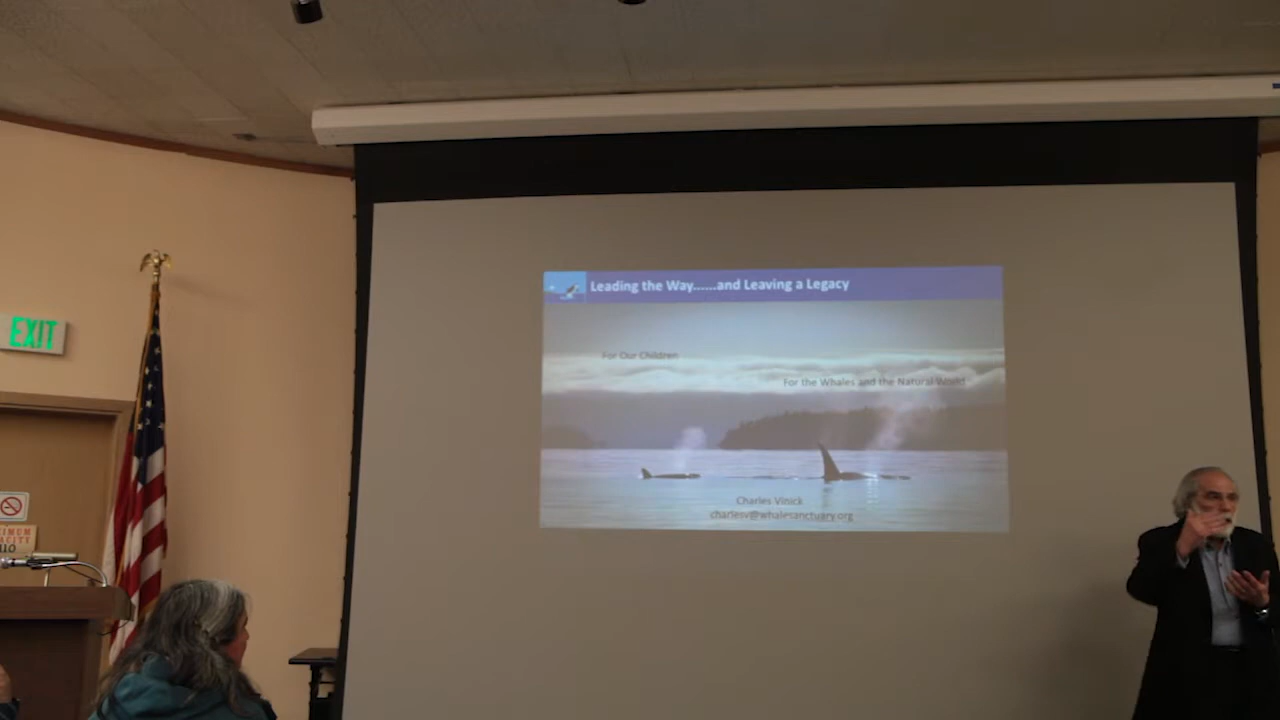 Leading the Way......and Leaving a Legacy
For Our Children
For the Whales and the Natural World
Charles Vinick
charlesv@whalesanctuary.org
EXIT
110